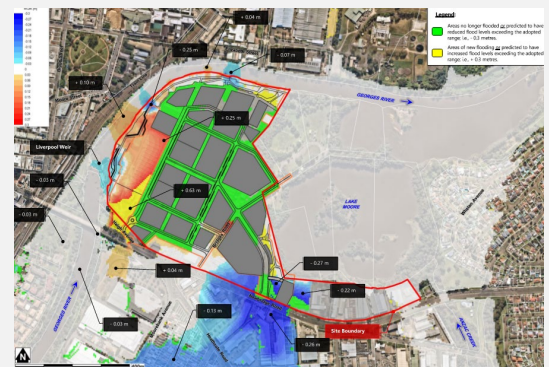 Legend:
Areas no longer flooded or predicted to have
reduced flood levels exceeding the adopted
range: i.e., - 0.3 metres.
Areas of new flooding or predicted to have
increased flood levels exceeding the adopted
range: i.e., + 0.3 metres.
+ 0.04 m
- 0.25 m
- 0.07 m
+ 0.10 m
GEORGES RIVER
+ 0.25 m
Liverpool Weir
- 0.03 m
+ 0.63 m
LAKE
MOORE
- 0.03 m
- 0.27 m
+ 0.04 m
- 0.22 m
GEORGES RIVER
- 0.03 m
- 0.13 m
- 0.26 m
Site Boundary
N